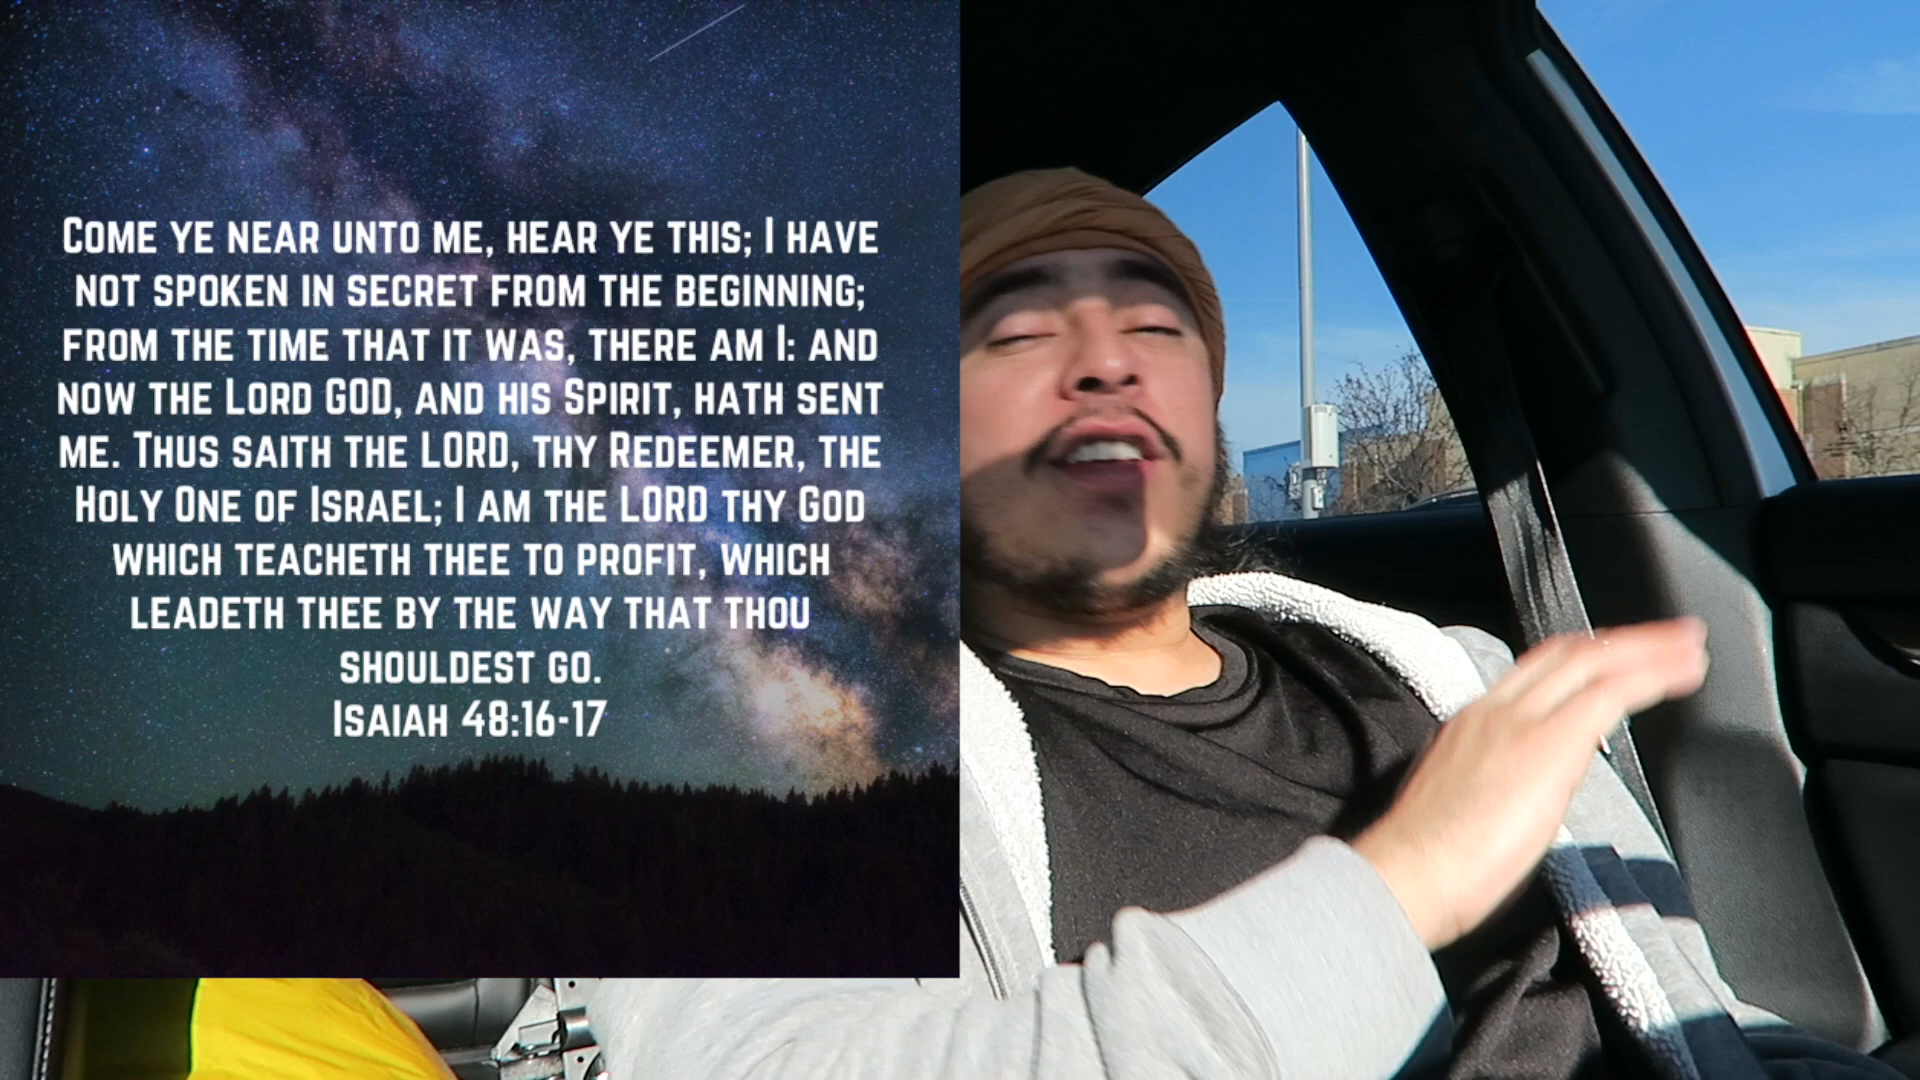 Come ye near unto me, hear ye this; I have
not spoken in secret from the beginning;
from the time that it was, there am I: and
now the Lord GOD, and his Spirit, hath sent
me. Thus saith the LORD, thy Redeemer, the
Holy One of Israel; I am the LORD thy God
which teacheth thee to profit, which
leadeth thee by the way that thou
shouldest go.
Isaiah 48:16-17